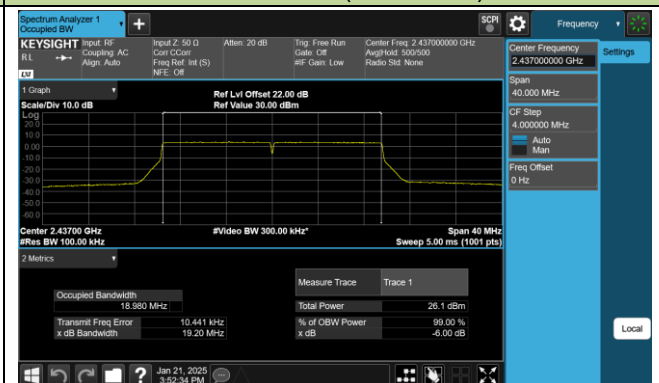 Spectrum Analyzer 1
Occupied BW
+
SCPI
Frequency
KEYSIGHT
RL
Input: RF
Coupling: AC
Align: Auto
Input Z: 50 Ω
Corr CCorr
Freq Ref: Int (S)
NFE: Off
Atten: 20 dB
Trig: Free Run
Gate: Off
#IF Gain: Low
Center Freq: 2.437000000 GHz
Avg|Hold: 500/500
Radio Std: None
Center Frequency
2.437000000 GHz
Settings
Span
40.000 MHz
CF Step
4.000000 MHz
Auto
Man
Freq Offset
0 Hz
Local
1 Graph
Scale/Div 10.0 dB
Ref Lvl Offset 22.00 dB
Ref Value 30.00 dBm
Log
20.0
10.0
0.00
-10.0
-20.0
-30.0
-40.0
-50.0
-60.0
Center 2.43700 GHz
#Video BW 300.00 kHz*
Span 40 MHz
#Res BW 100.00 kHz
Sweep 5.00 ms (1001 pts)
2 Metrics
Measure Trace
Trace 1
Occupied Bandwidth
18.980 MHz
Total Power
26.1 dBm
Transmit Freq Error
10.441 kHz
% of OBW Power
99.00 %
x dB Bandwidth
19.20 MHz
x dB
-6.00 dB
?
Jan 21, 2025
3:52:34 PM